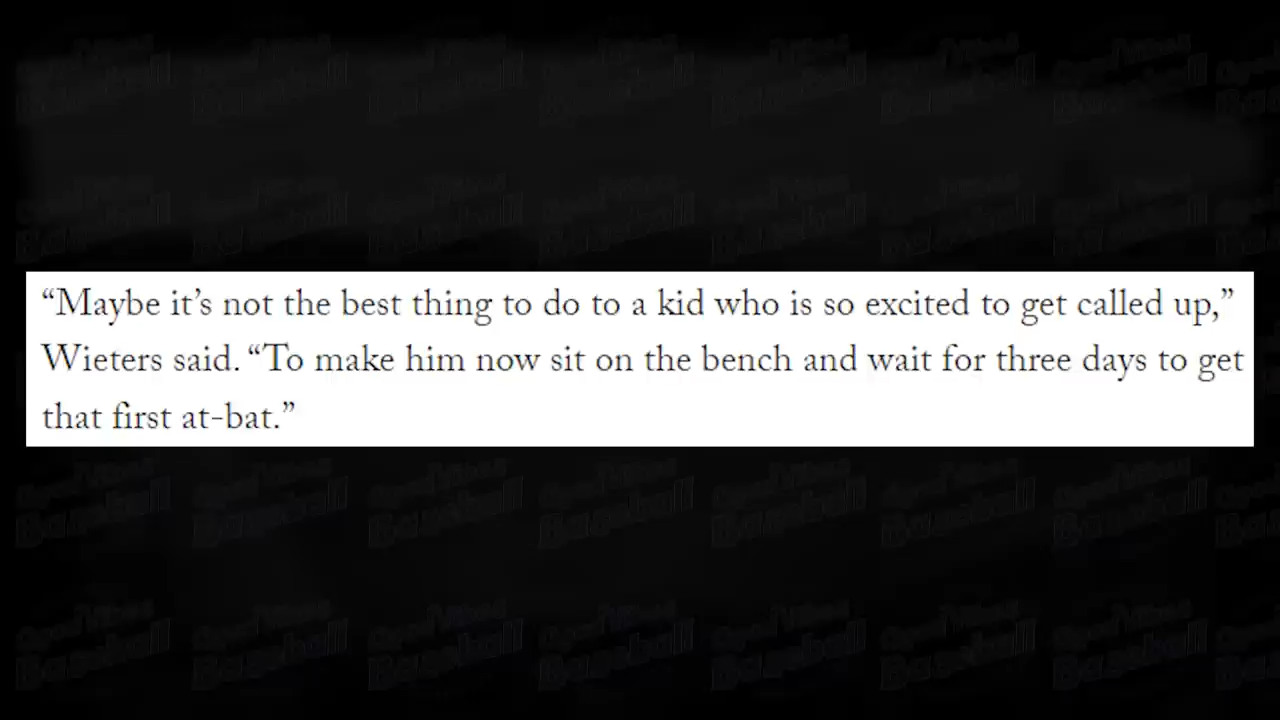 “Maybe it’s not the best thing to do to a kid who is so excited to get called up,”
Wieters said. “To make him now sit on the bench and wait for three days to get
that first at-bat.”